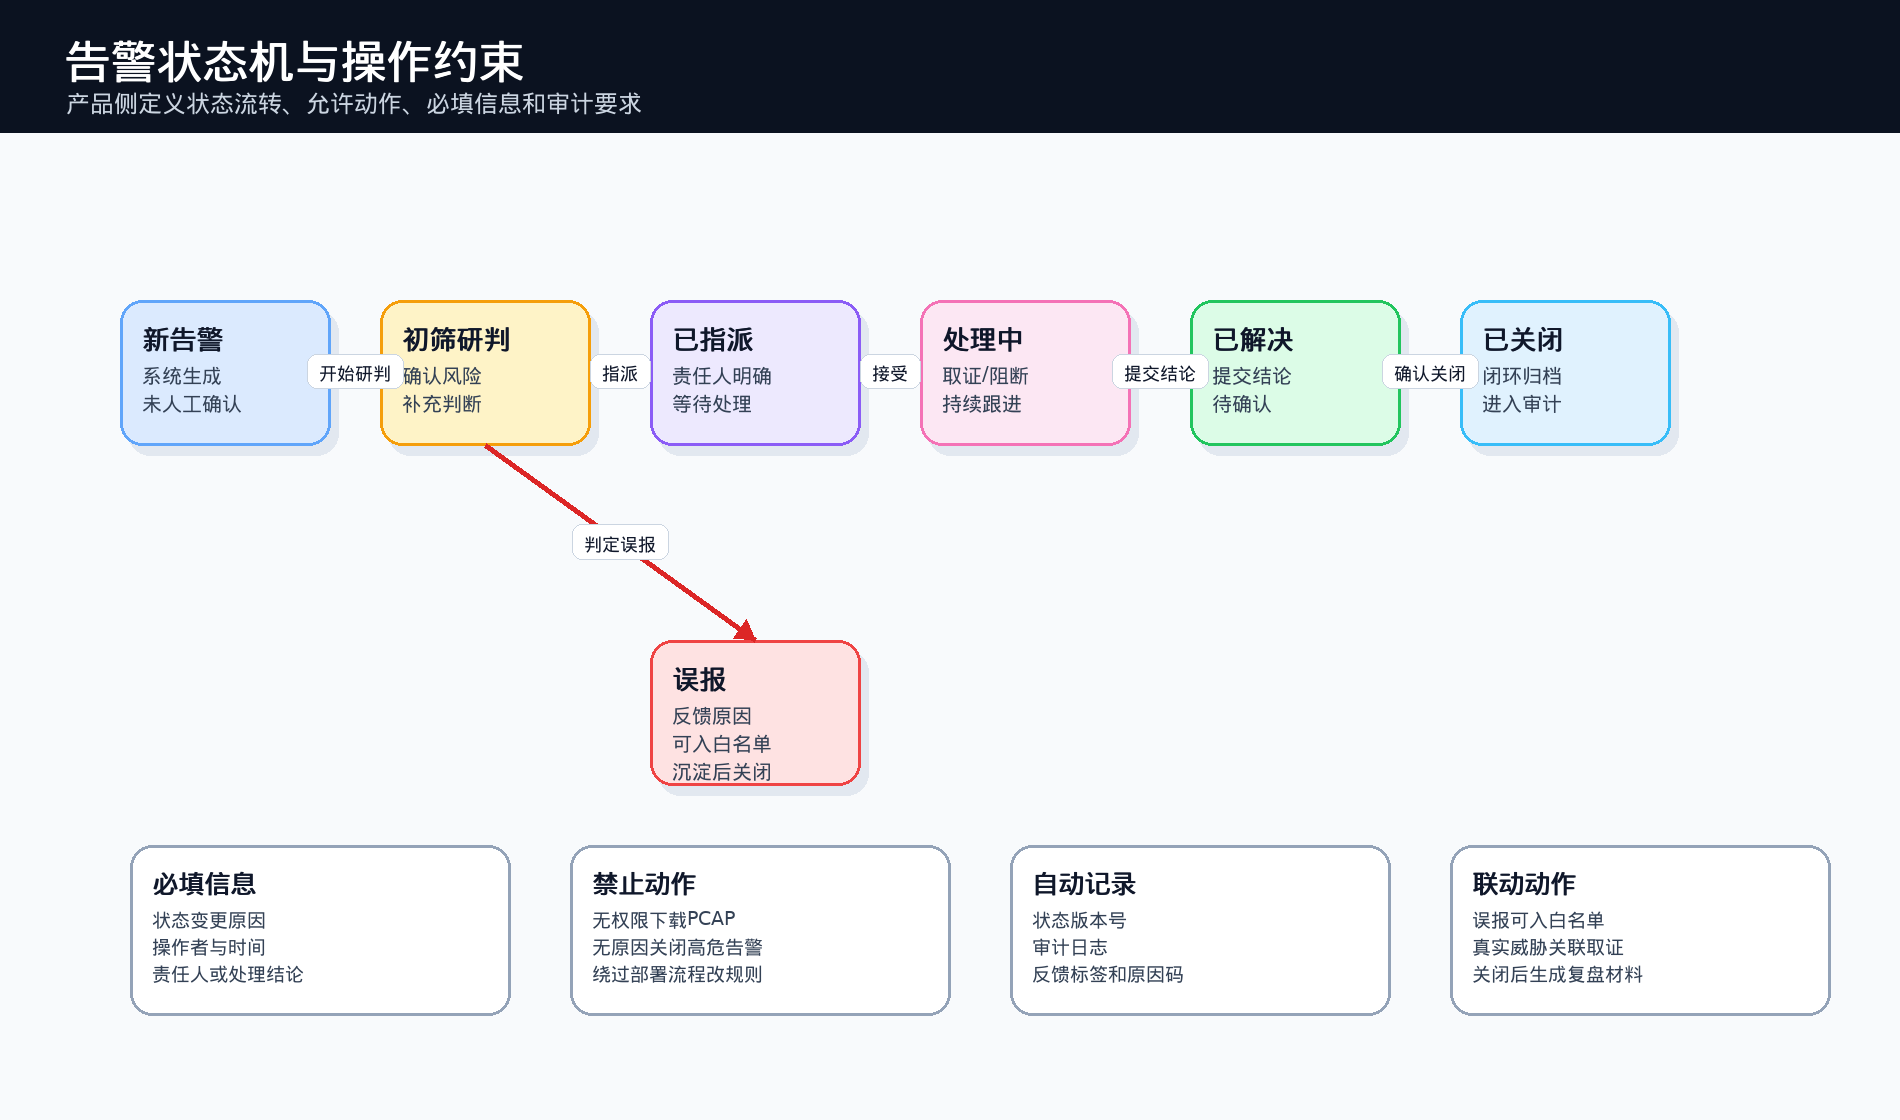 告警状态机与操作约束
产品侧定义状态流转、允许动作、必填信息和审计要求
新告警
系统生成
未人工确认
开始研判
初筛研判
确认风险
补充判断
指派
已指派
责任人明确
等待处理
接受
处理中
取证/阻断
持续跟进
提交结论
已解决
提交结论
待确认
确认关闭
已关闭
闭环归档
进入审计
判定误报
误报
反馈原因
可入白名单
沉淀后关闭
必填信息
状态变更原因
操作者与时间
责任人或处理结论
禁止动作
无权限下载PCAP
无原因关闭高危告警
绕过部署流程改规则
自动记录
状态版本号
审计日志
反馈标签和原因码
联动动作
误报可入白名单
真实威胁关联取证
关闭后生成复盘材料